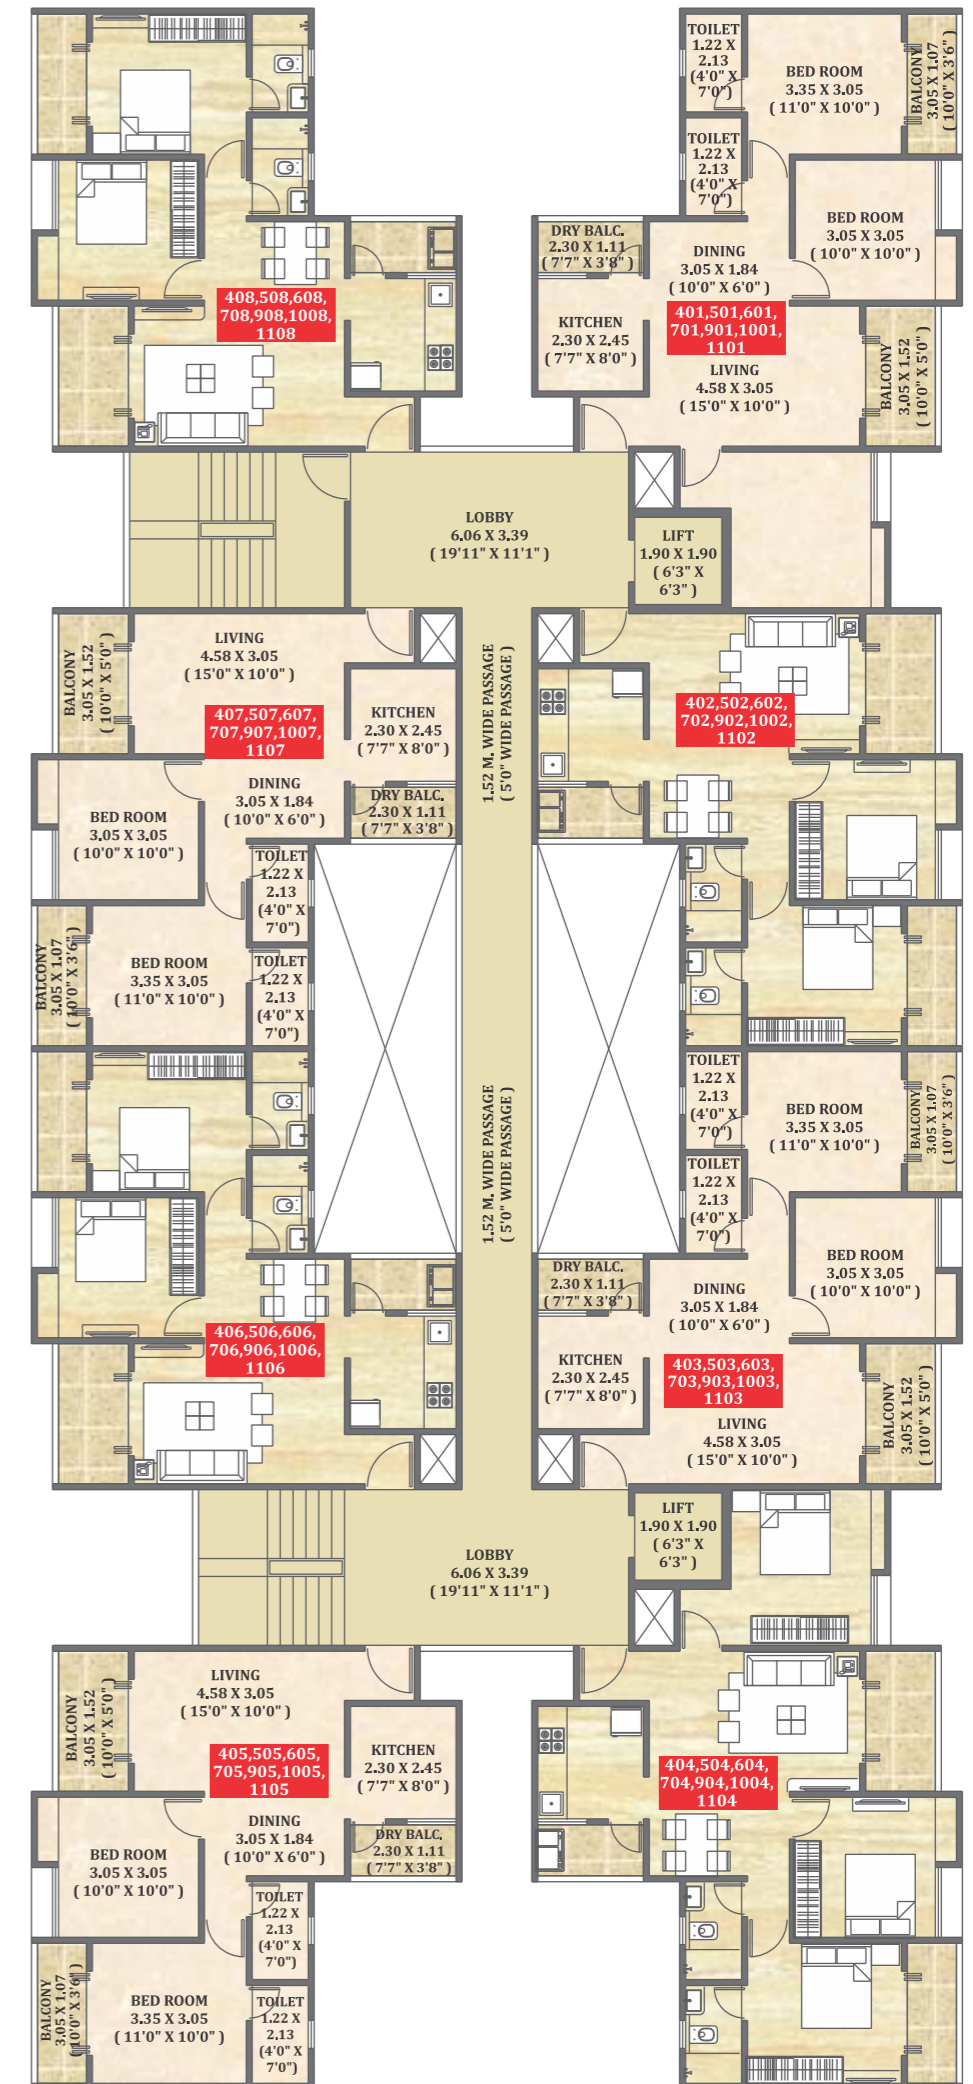 TOILET
1.22 X
2.13
(4'0" X
7'0")
BED ROOM
3.35 X 3.05
( 11'0" X 10'0" )
BALCONY
3.05 X 1.07
( 10'0" X 3'6" )
TOILET
1.22 X
2.13
(4'0" X
7'0")
BED ROOM
3.05 X 3.05
( 10'0" X 10'0" )
DRY BALC.
2.30 X 1.11
( 7'7" X 3'8" )
DINING
3.05 X 1.84
( 10'0" X 6'0" )
408,508,608,
708,908,1008,
1108
KITCHEN
2.30 X 2.45
( 7'7" X 8'0" )
401,501,601,
701,901,1001,
1101
LIVING
4.58 X 3.05
( 15'0" X 10'0" )
BALCONY
3.05 X 1.52
( 10'0" X 5'0" )
LOBBY
6.06 X 3.39
( 19'11" X 11'1" )
LIFT
1.90 X 1.90
( 6'3" X
6'3" )
BALCONY
3.05 X 1.52
( 10'0" X 5'0" )
LIVING
4.58 X 3.05
( 15'0" X 10'0" )
407,507,607,
707,907,1007,
1107
KITCHEN
2.30 X 2.45
( 7'7" X 8'0" )
1.52 M. WIDE PASSAGE
( 5'0" WIDE PASSAGE )
402,502,602,
702,902,1002,
1102
DINING
3.05 X 1.84
( 10'0" X 6'0" )
DRY BALC.
2.30 X 1.11
( 7'7" X 3'8" )
BED ROOM
3.05 X 3.05
( 10'0" X 10'0" )
TOILET
1.22 X
2.13
(4'0" X
7'0")
BALCONY
3.05 X 1.07
( 10'0" X 3'6" )
BED ROOM
3.35 X 3.05
( 11'0" X 10'0" )
TOILET
1.22 X
2.13
(4'0" X
7'0")
1.52 M. WIDE PASSAGE
( 5'0" WIDE PASSAGE )
TOILET
1.22 X
2.13
(4'0" X
7'0")
BED ROOM
3.35 X 3.05
( 11'0" X 10'0" )
BALCONY
3.05 X 1.07
( 10'0" X 3'6" )
TOILET
1.22 X
2.13
(4'0" X
7'0")
BED ROOM
3.05 X 3.05
( 10'0" X 10'0" )
DRY BALC.
2.30 X 1.11
( 7'7" X 3'8" )
DINING
3.05 X 1.84
( 10'0" X 6'0" )
406,506,606,
706,906,1006,
1106
KITCHEN
2.30 X 2.45
( 7'7" X 8'0" )
403,503,603,
703,903,1003,
1103
LIVING
4.58 X 3.05
( 15'0" X 10'0" )
BALCONY
3.05 X 1.52
( 10'0" X 5'0" )
LOBBY
6.06 X 3.39
( 19'11" X 11'1" )
LIFT
1.90 X 1.90
( 6'3" X
6'3" )
BALCONY
3.05 X 1.52
( 10'0" X 5'0" )
LIVING
4.58 X 3.05
( 15'0" X 10'0" )
405,505,605,
705,905,1005,
1105
KITCHEN
2.30 X 2.45
( 7'7" X 8'0" )
404,504,604,
704,904,1004,
1104
DINING
3.05 X 1.84
( 10'0" X 6'0" )
DRY BALC.
2.30 X 1.11
( 7'7" X 3'8" )
BED ROOM
3.05 X 3.05
( 10'0" X 10'0" )
TOILET
1.22 X
2.13
(4'0" X
7'0")
BALCONY
3.05 X 1.07
( 10'0" X 3'6" )
BED ROOM
3.35 X 3.05
( 11'0" X 10'0" )
TOILET
1.22 X
2.13
(4'0" X
7'0")